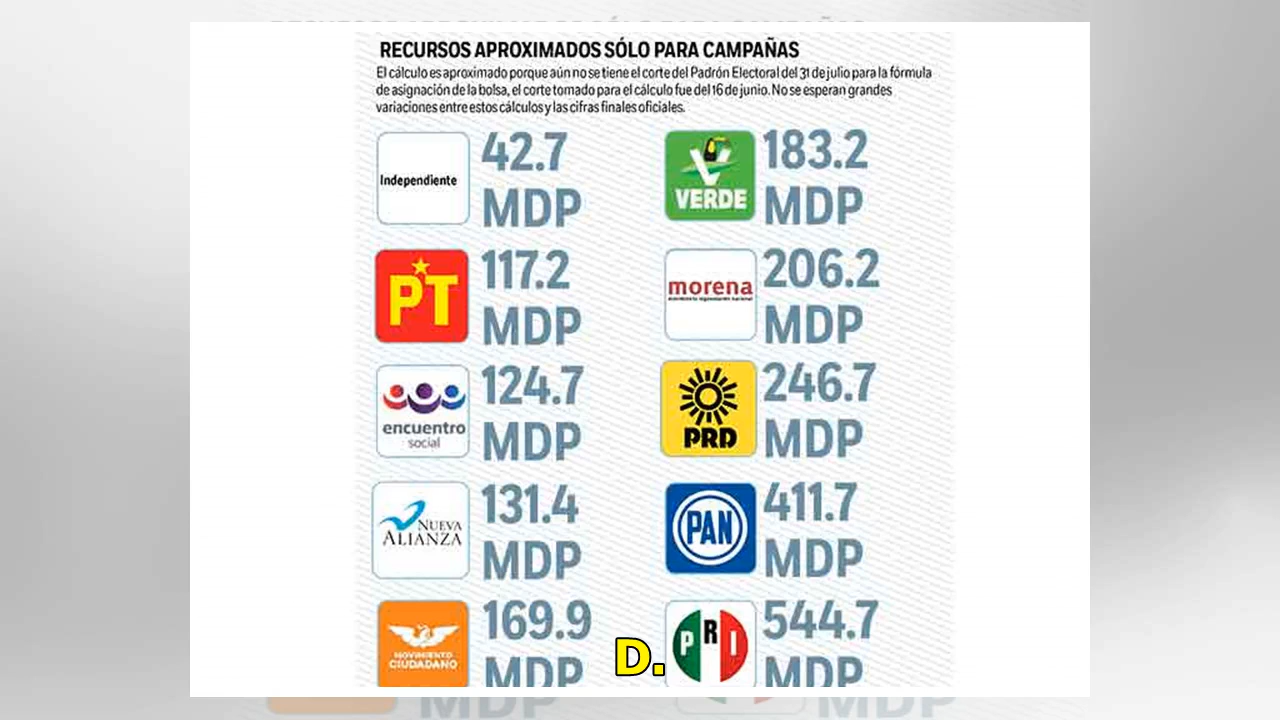 RECURSOS APROXIMADOS SÓLO PARA CAMPAÑAS
El cálculo es aproximado porque aún no se tiene el corte del Padrón Electoral del 31 de julio para la fórmula
de asignación de la bolsa, el corte tomado para el cálculo fue del 16 de junio. No se esperan grandes
variaciones entre estos cálculos y las cifras finales oficiales.
Independiente
42.7
MDP
VERDE
183.2
MDP
PT
117.2
MDP
morena
206.2
MDP
encuentro
social
124.7
MDP
PRD
246.7
MDP
NUEVA
ALIANZA
131.4
MDP
PAN
411.7
MDP
MOVIMIENTO
CIUDADANO
169.9
MDP
PRI
544.7
MDP
D.